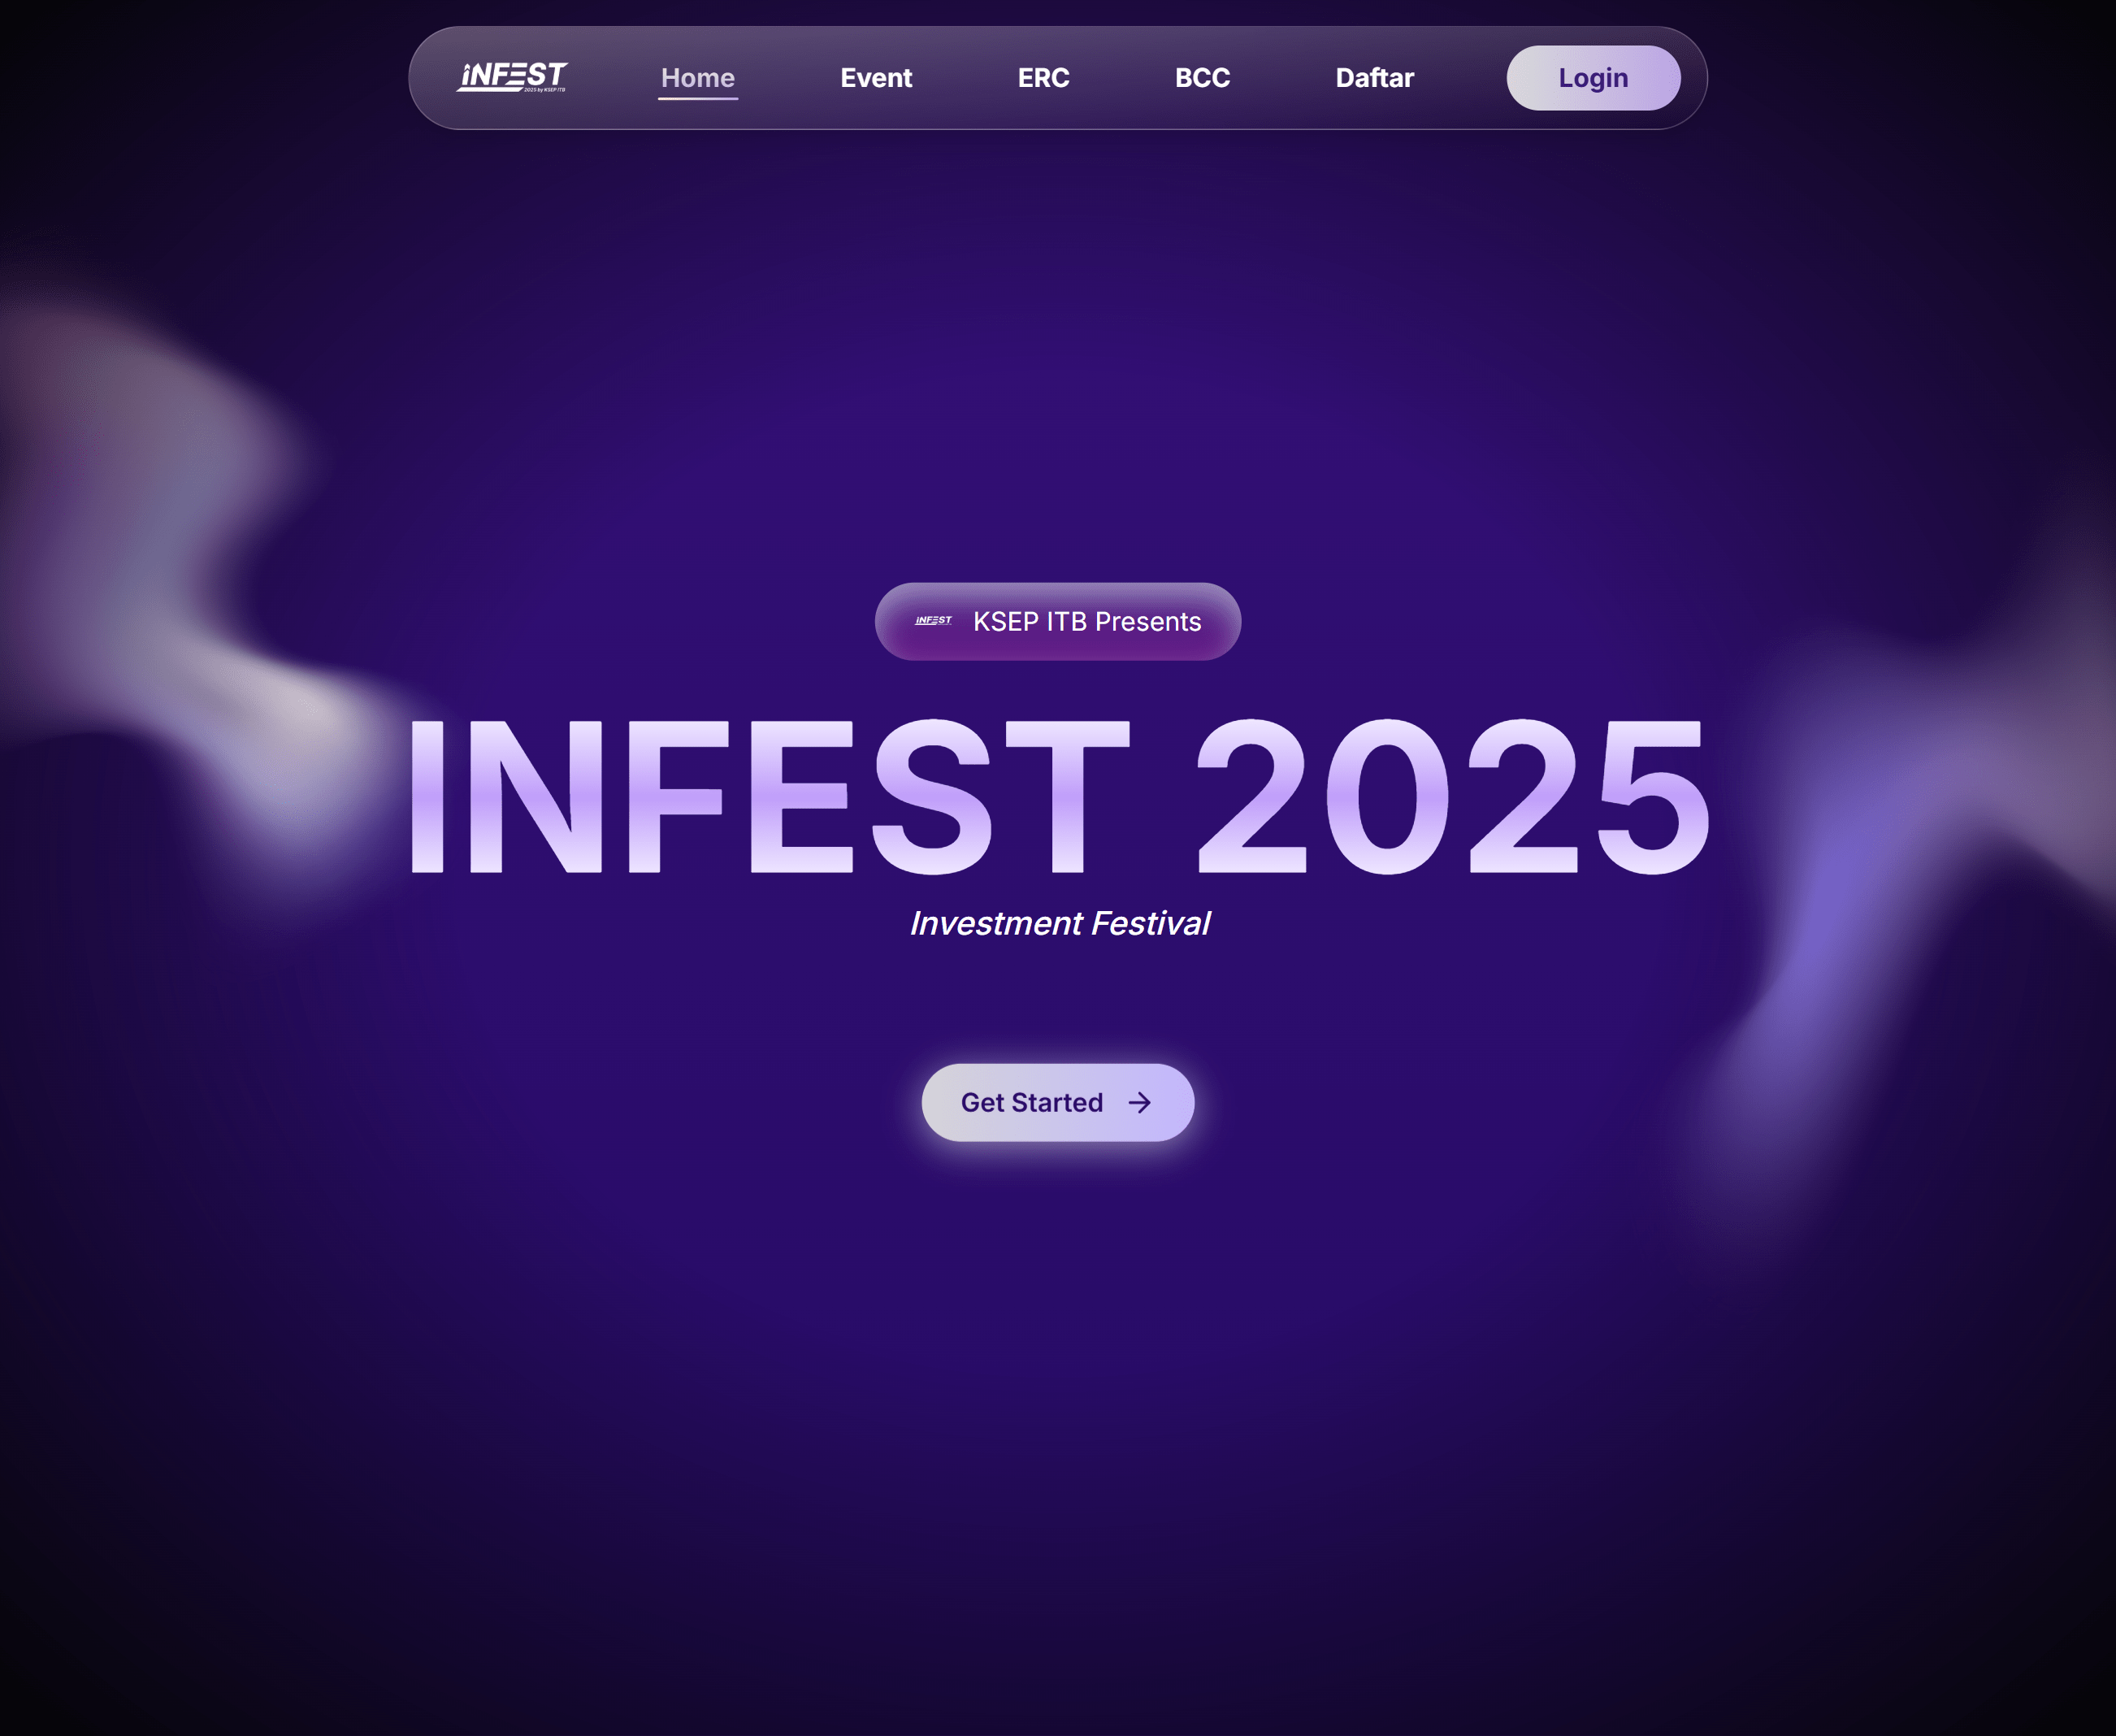 INFEST
2025 by KSEP ITB
Home
Event
ERC
BCC
Daftar
Login
INFEST
KSEP ITB Presents
INFEST 2025
Investment Festival
Get Started